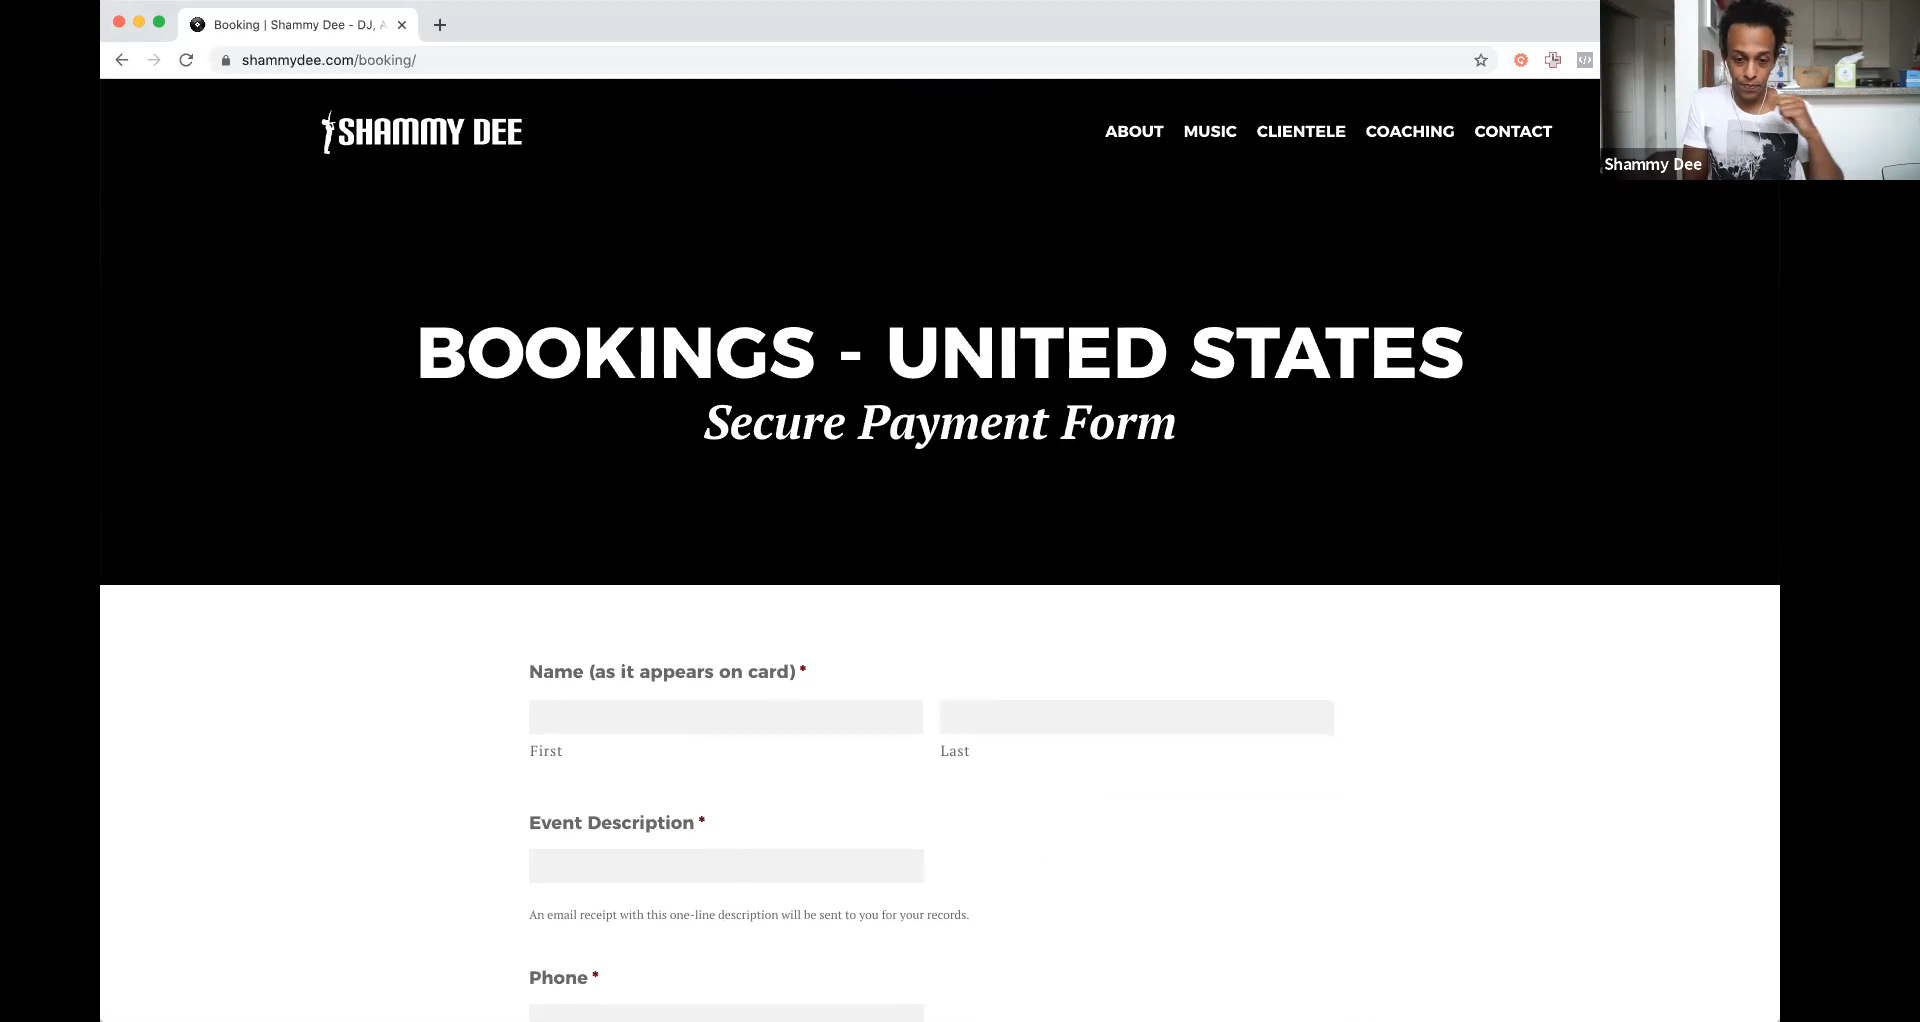 Booking | Shammy Dee - DJ, A
shammydee.com/booking/
SHAMMY DEE
ABOUT MUSIC CLIENTELE COACHING CONTACT
Shammy Dee
BOOKINGS - UNITED STATES
Secure Payment Form
Name (as it appears on card) *
First Last
Event Description *
An email receipt with this one-line description will be sent to you for your records.
Phone *